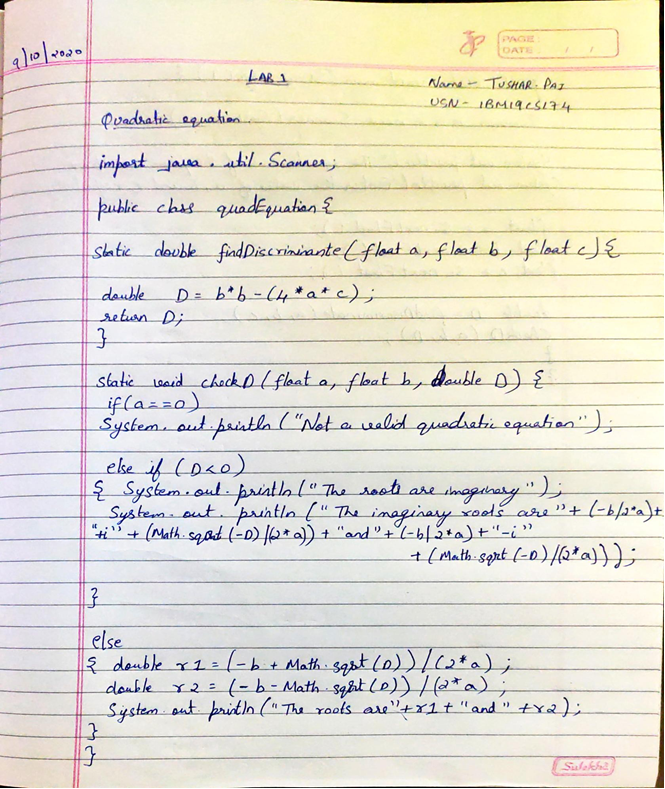 9/10/2020
PAGE:
DATE: / /
LAB 1
Name - TUSHAR. PAI
USN - 1BM19CS174
Quadratic equation.
import java . util . Scanner;
public class quadEquation {
static double findDiscriminante ( float a, float b, float c) {
double D = b*b - (4 * a * c) ;
return D;
}
static void checkD ( float a, float b, double D) {
if (a == 0)
System. out. println ("Not a valid quadratic equation");
else if (D < 0)
{ System. out. println (" The roots are imaginary ");
System. out. println (" The imaginary roots are " + (-b/2*a) +
"+i" + (Math. sqrt (-D) /(2*a)) + "and" + (-b/2*a) + "-i"
+ (Math. sqrt (-D) /(2*a)));
}
else
{ double r1 = (-b + Math. sqrt (D)) / (2*a) ;
double r2 = (-b - Math. sqrt (D)) / (2*a) ;
System. out. println ("The roots are" + r1 + "and" + r2);
}
}